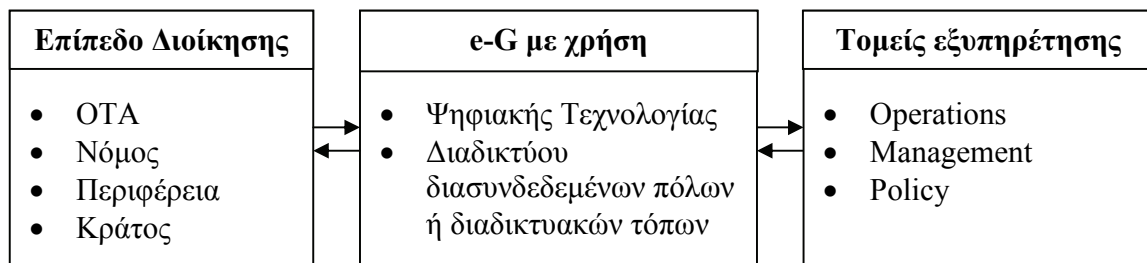 Επίπεδο Διοίκησης
• ΟΤΑ
• Νόμος
• Περιφέρεια
• Κράτος
e-G με χρήση
• Ψηφιακής Τεχνολογίας
• Διαδικτύου
διασυνδεδεμένων πόλων
ή διαδικτυακών τόπων
Τομείς εξυπηρέτησης
• Operations
• Management
• Policy